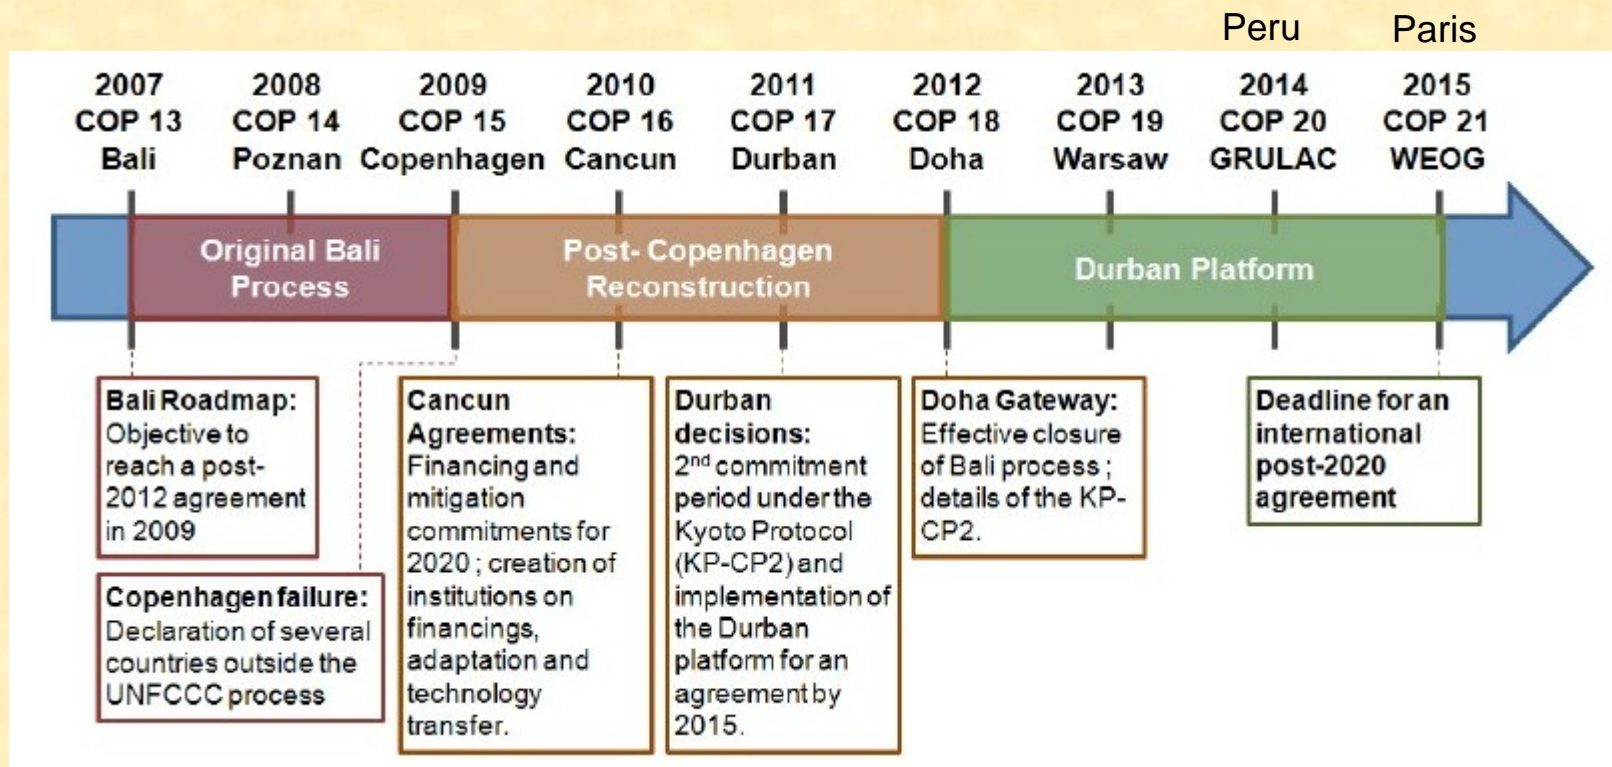 Peru
Paris
2007
COP 13
Bali
2008
COP 14
Poznan
2009
COP 15
Copenhagen
2010
COP 16
Cancun
2011
COP 17
Durban
2012
COP 18
Doha
2013
COP 19
Warsaw
2014
COP 20
GRULAC
2015
COP 21
WEOG
Original Bali
Process
Post- Copenhagen
Reconstruction
Durban Platform
Bali Roadmap:
Objective to
reach a post-
2012 agreement
in 2009
Copenhagen failure:
Declaration of several
countries outside the
UNFCCC process
Cancun
Agreements:
Financing and
mitigation
commitments for
2020 ; creation of
institutions on
financings,
adaptation and
technology
transfer.
Durban
decisions:
2nd commitment
period under the
Kyoto Protocol
(KP-CP2) and
implementation of
the Durban
platform for an
agreement by
2015.
Doha Gateway:
Effective closure
of Bali process ;
details of the KP-
CP2.
Deadline for an
international
post-2020
agreement